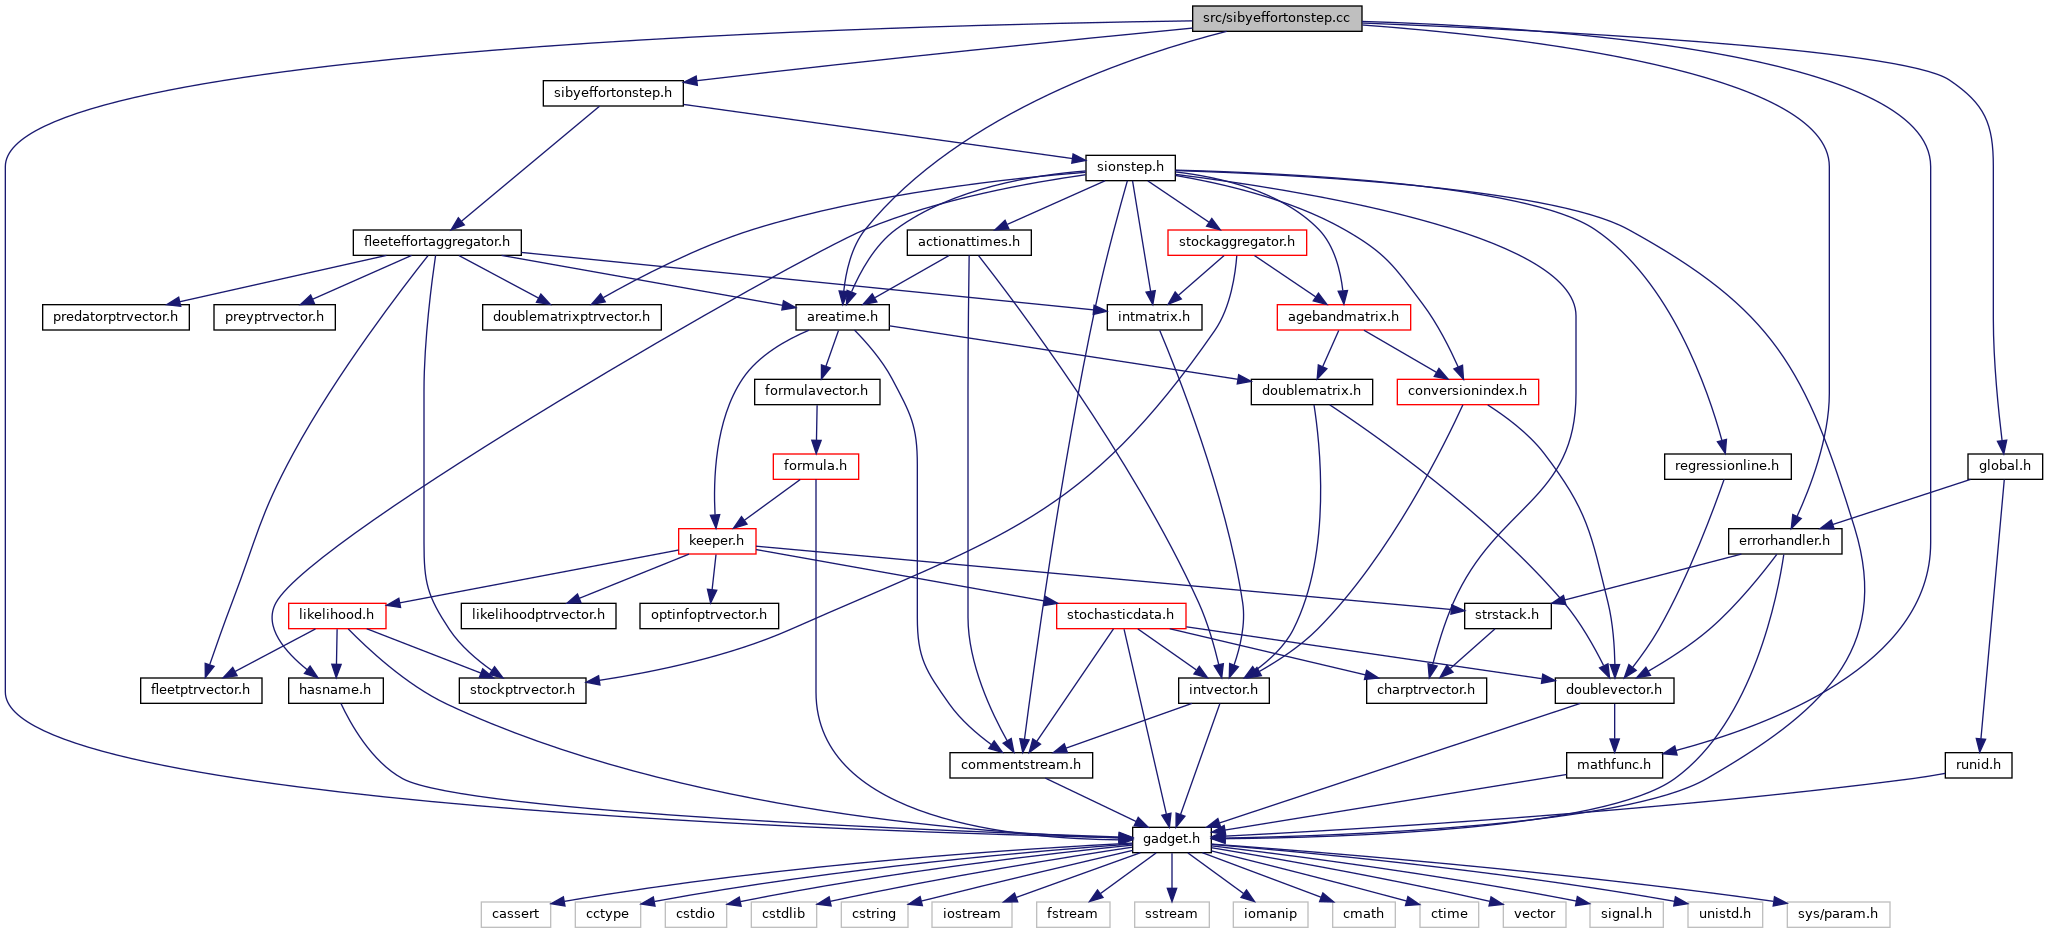 src/sibyeffortonstep.cc
sibyeffortonstep.h
sionstep.h
fleeteffortaggregator.h
actionattimes.h
stockaggregator.h
predatorptrvector.h
preyptrvector.h
doublematrixptrvector.h
areatime.h
intmatrix.h
agebandmatrix.h
formulavector.h
doublematrix.h
conversionindex.h
formula.h
regressionline.h
global.h
keeper.h
errorhandler.h
likelihood.h
likelihoodptrvector.h
optinfoptrvector.h
stochasticdata.h
strstack.h
fleetptrvector.h
hasname.h
stockptrvector.h
intvector.h
charptrvector.h
doublevector.h
commentstream.h
mathfunc.h
runid.h
gadget.h
cassert
cctype
cstdio
cstdlib
cstring
iostream
fstream
sstream
iomanip
cmath
ctime
vector
signal.h
unistd.h
sys/param.h